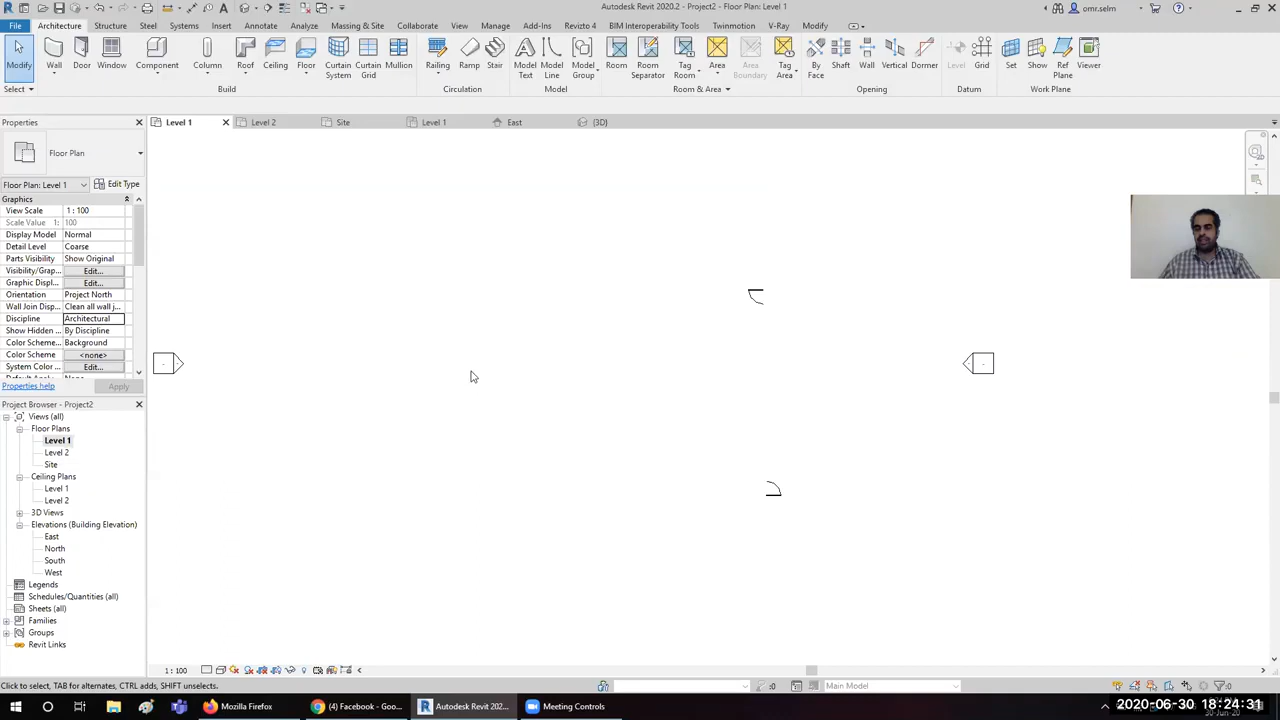 Autodesk Revit 2020.2 - Project2 - Floor Plan: Level 1
omr.selm
File Architecture Structure Steel Systems Insert Annotate Analyze Massing & Site Collaborate View Manage Add-Ins Revizto 4 BIM Interoperability Tools Twinmotion V-Ray Modify
Modify Wall Door Window Component Column Roof Ceiling Floor Curtain System Curtain Grid Mullion Railing Ramp Stair Model Text Model Line Model Group Room Room Separator Tag Room Area Area Boundary Tag Area By Face Shaft Wall Vertical Dormer Level Grid Set Show Ref Plane Viewer
Select Build Circulation Model Room & Area Opening Datum Work Plane
Properties
Level 1 Level 2 Site Level 1 East {3D}
Floor Plan
Floor Plan: Level 1 Edit Type
Graphics
View Scale 1 : 100
Scale Value 1: 100
Display Model Normal
Detail Level Coarse
Parts Visibility Show Original
Visibility/Grap... Edit...
Graphic Displ... Edit...
Orientation Project North
Wall Join Disp... Clean all wall j...
Discipline Architectural
Show Hidden ... By Discipline
Color Scheme... Background
Color Scheme <none>
System Color ... Edit...
Properties help Apply
Project Browser - Project2
Views (all)
Floor Plans
Level 1
Level 2
Site
Ceiling Plans
Level 1
Level 2
3D Views
Elevations (Building Elevation)
East
North
South
West
Legends
Schedules/Quantities (all)
Sheets (all)
Families
Groups
Revit Links
1 : 100
Click to select, TAB for alternates, CTRL adds, SHIFT unselects.
:0 Main Model :0
Mozilla Firefox (4) Facebook - Goo... Autodesk Revit 202... Meeting Controls
2020-06-30 18:24:31